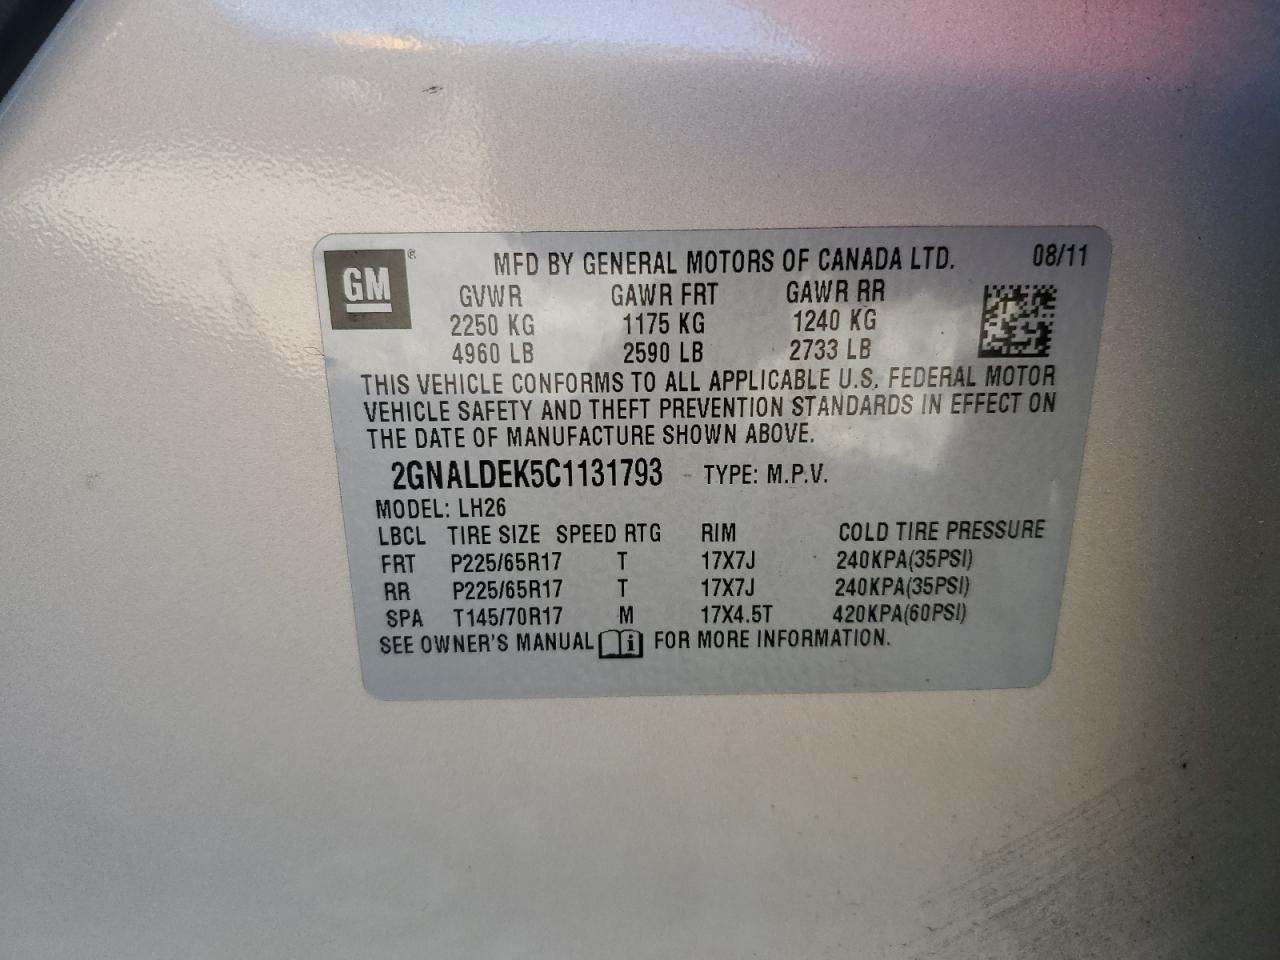 GM ® MFD BY GENERAL MOTORS OF CANADA LTD. 08/11
GVWR GAWR FRT GAWR RR
2250 KG 1175 KG 1240 KG
4960 LB 2590 LB 2733 LB
THIS VEHICLE CONFORMS TO ALL APPLICABLE U.S. FEDERAL MOTOR
VEHICLE SAFETY AND THEFT PREVENTION STANDARDS IN EFFECT ON
THE DATE OF MANUFACTURE SHOWN ABOVE.
2GNALDEK5C1131793 TYPE: M.P.V.
MODEL: LH26
LBCL TIRE SIZE SPEED RTG RIM COLD TIRE PRESSURE
FRT P225/65R17 T 17X7J 240KPA(35PSI)
RR P225/65R17 T 17X7J 240KPA(35PSI)
SPA T145/70R17 M 17X4.5T 420KPA(60PSI)
SEE OWNER'S MANUAL i FOR MORE INFORMATION.